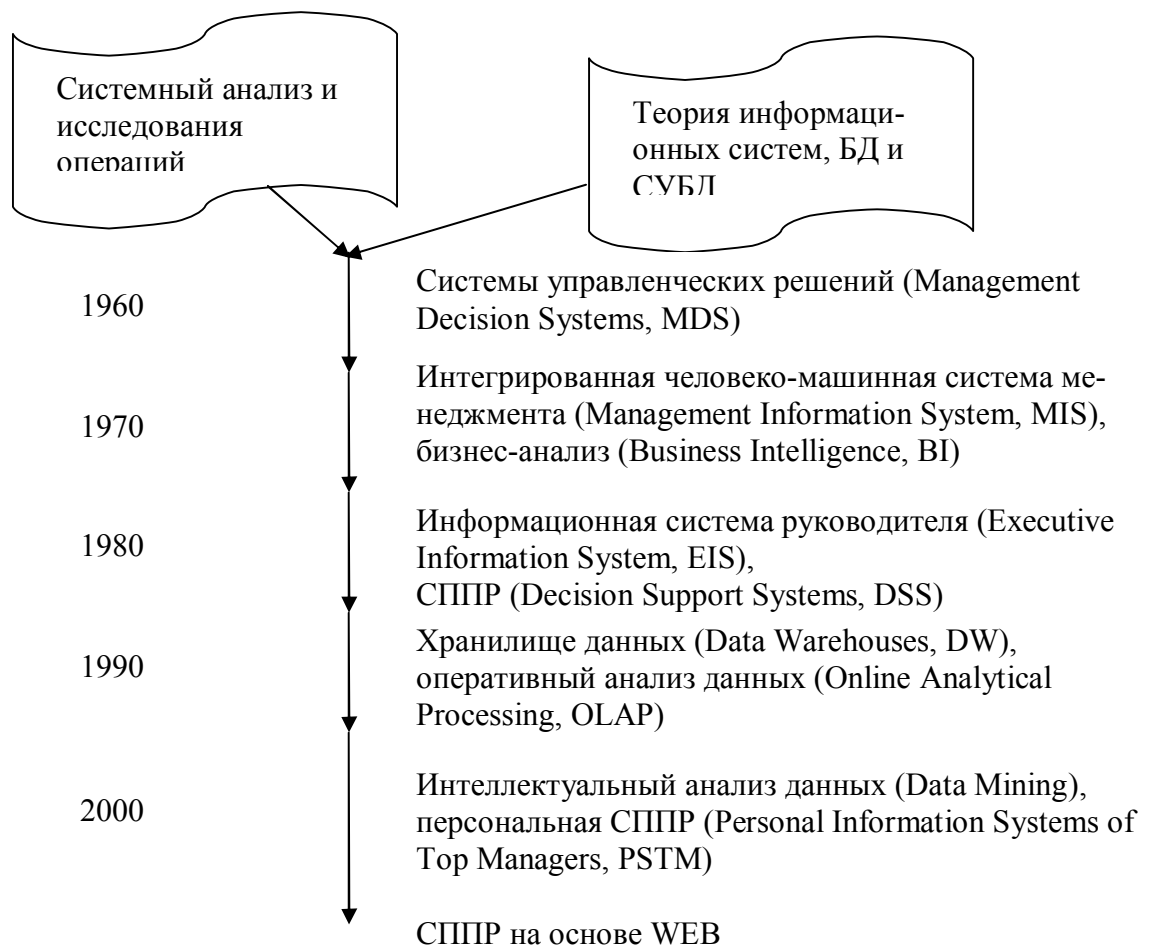 Системный анализ и
исследования
операций
Теория информаци-
онных систем, БД и
СУБД
1960
Системы управленческих решений (Management
Decision Systems, MDS)
1970
Интегрированная человеко-машинная система ме-
неджмента (Management Information System, MIS),
бизнес-анализ (Business Intelligence, BI)
1980
Информационная система руководителя (Executive
Information System, EIS),
СППР (Decision Support Systems, DSS)
1990
Хранилище данных (Data Warehouses, DW),
оперативный анализ данных (Online Analytical
Processing, OLAP)
2000
Интеллектуальный анализ данных (Data Mining),
персональная СППР (Personal Information Systems of
Top Managers, PSTM)
СППР на основе WEB